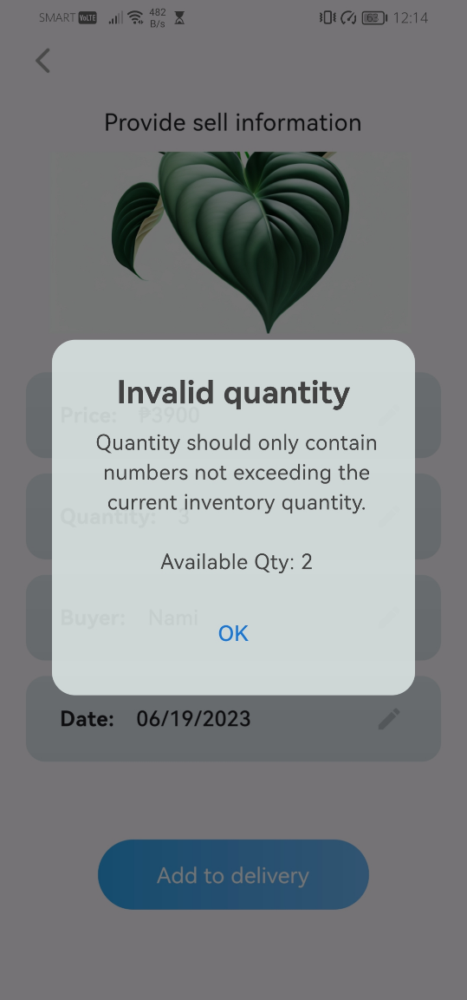 SMART VoLTE 482 B/s 63 12:14
Provide sell information
Invalid quantity
Price: ₱3900
Quantity should only contain
numbers not exceeding the
current inventory quantity.
Quantity: 3
Available Qty: 2
Buyer: Nami
OK
Date: 06/19/2023
Add to delivery